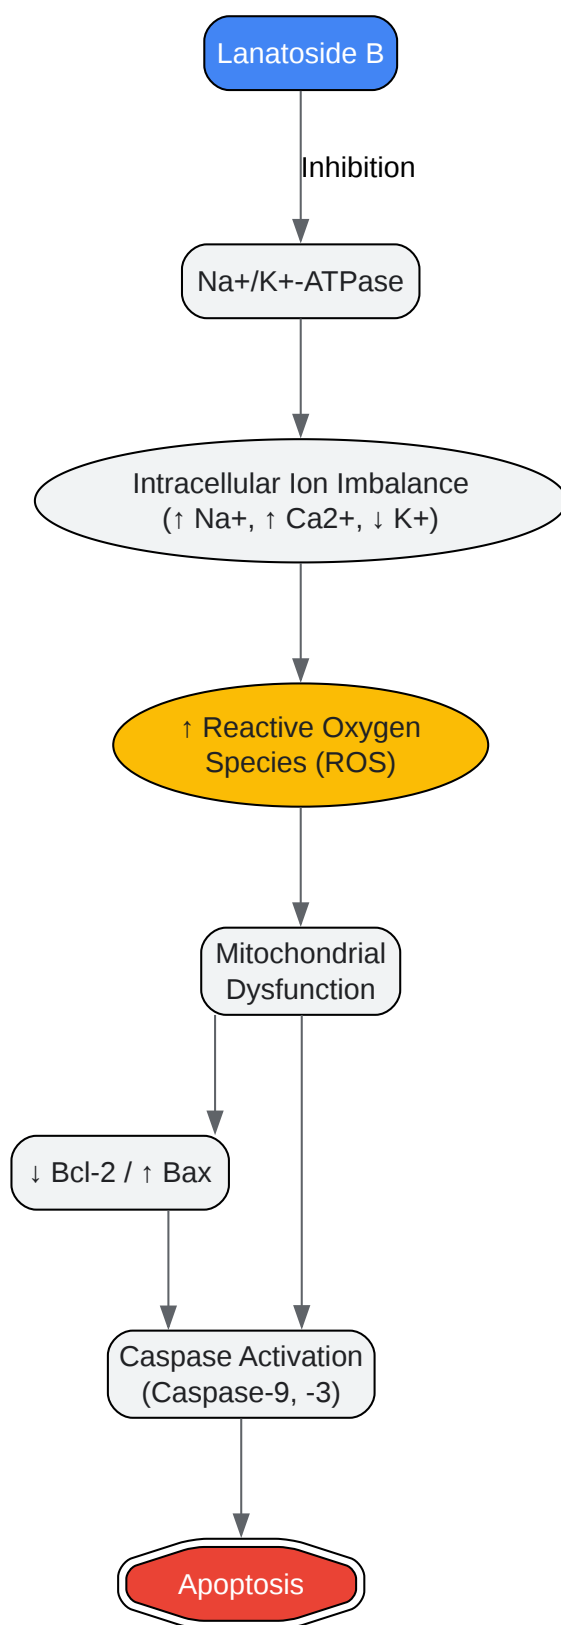 Lanatoside B
Inhibition
Na+/K+-ATPase
Intracellular Ion Imbalance
(↑ Na+, ↑ Ca2+, ↓ K+)
↑ Reactive Oxygen
Species (ROS)
Mitochondrial
Dysfunction
↓ Bcl-2 / ↑ Bax
Caspase Activation
(Caspase-9, -3)
Apoptosis